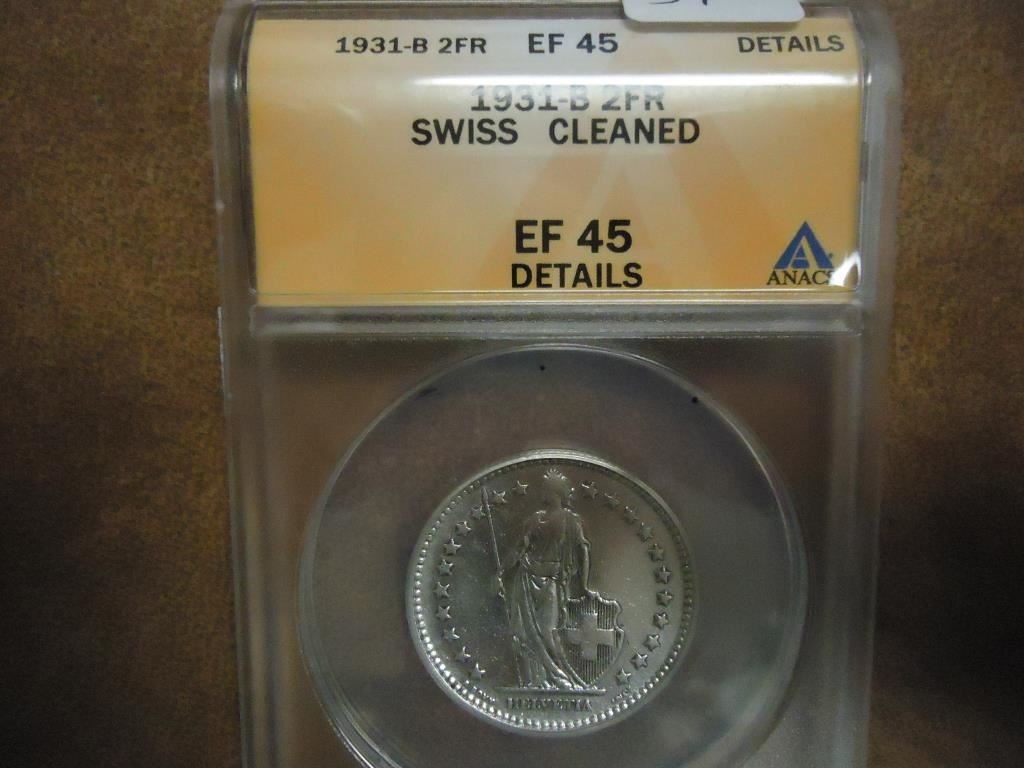 1931-B 2FR EF 45 DETAILS
1931-B 2FR
SWISS CLEANED
EF 45
DETAILS
ANACS
HELVETIA